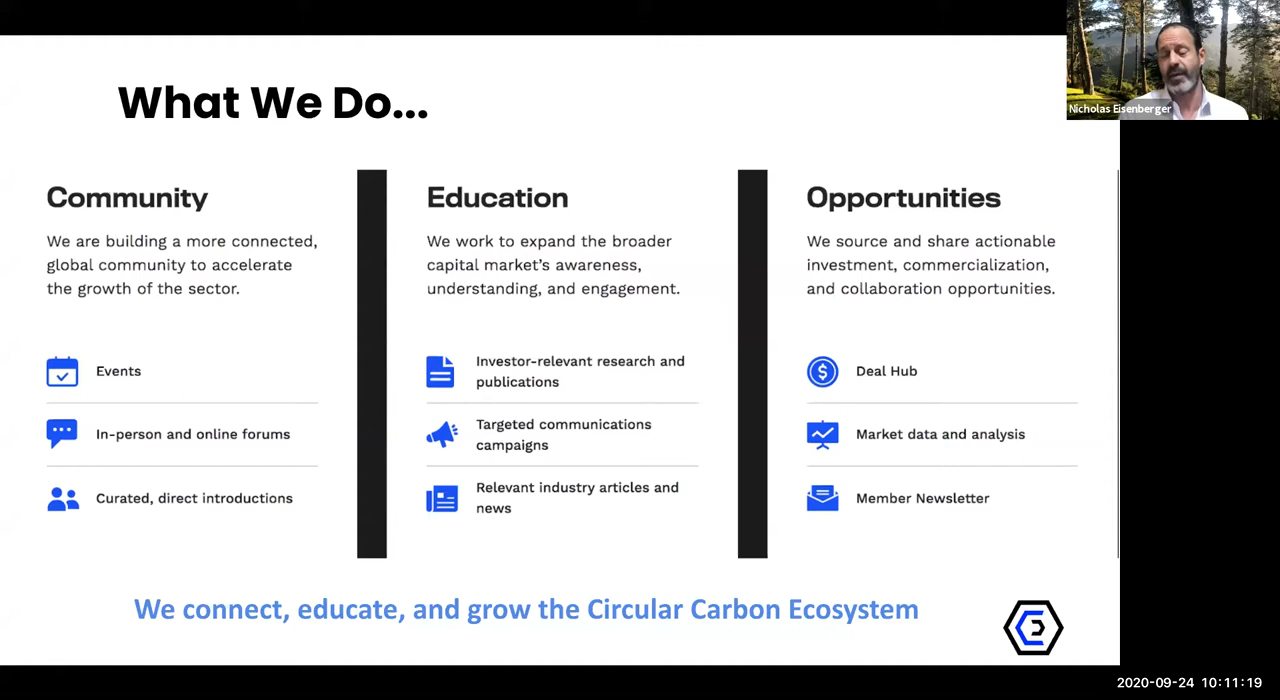 Nicholas Eisenberger
What We Do...
Community
We are building a more connected,
global community to accelerate
the growth of the sector.
Events
In-person and online forums
Curated, direct introductions
Education
We work to expand the broader
capital market's awareness,
understanding, and engagement.
Investor-relevant research and
publications
Targeted communications
campaigns
Relevant industry articles and
news
Opportunities
We source and share actionable
investment, commercialization,
and collaboration opportunities.
Deal Hub
Market data and analysis
Member Newsletter
We connect, educate, and grow the Circular Carbon Ecosystem
2020-09-24 10:11:19